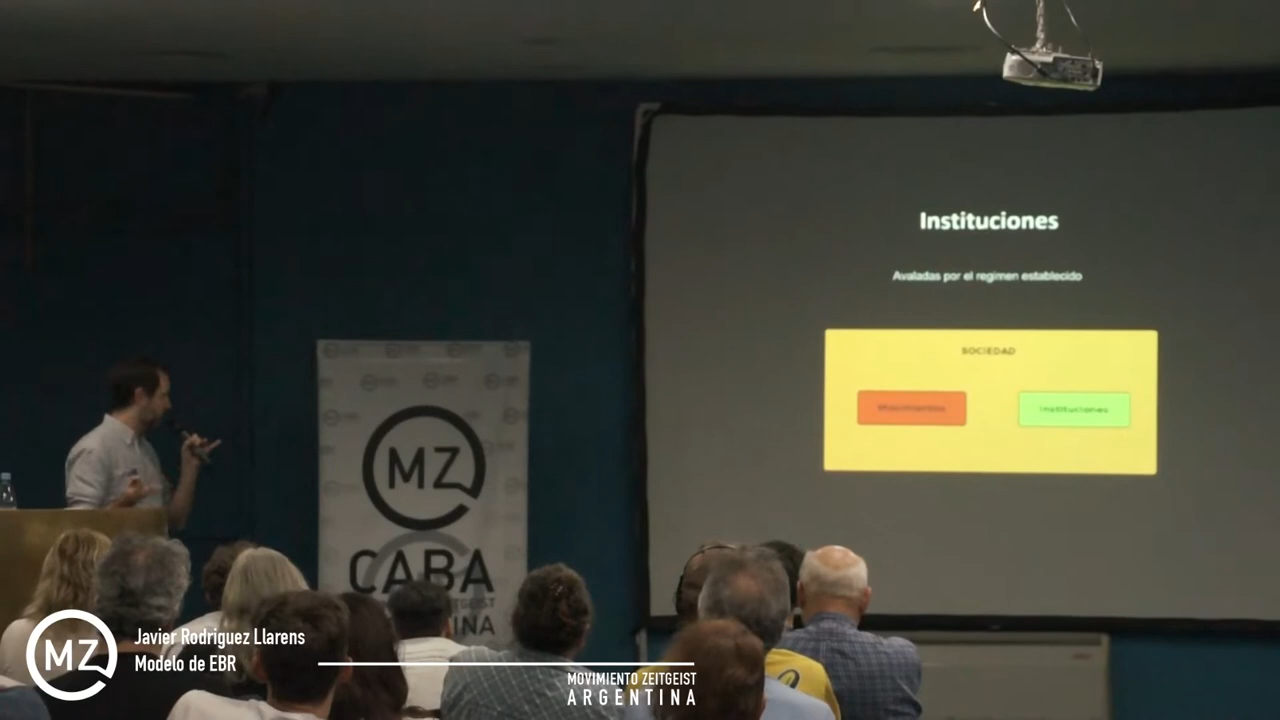 Instituciones
Avaladas por el regimen establecido
SOCIEDAD
Instituciones
MZ
CABA
MZ
Javier Rodriguez Llarens
Modelo de EBR
MOVIMIENTO ZEITGEIST
ARGENTINA